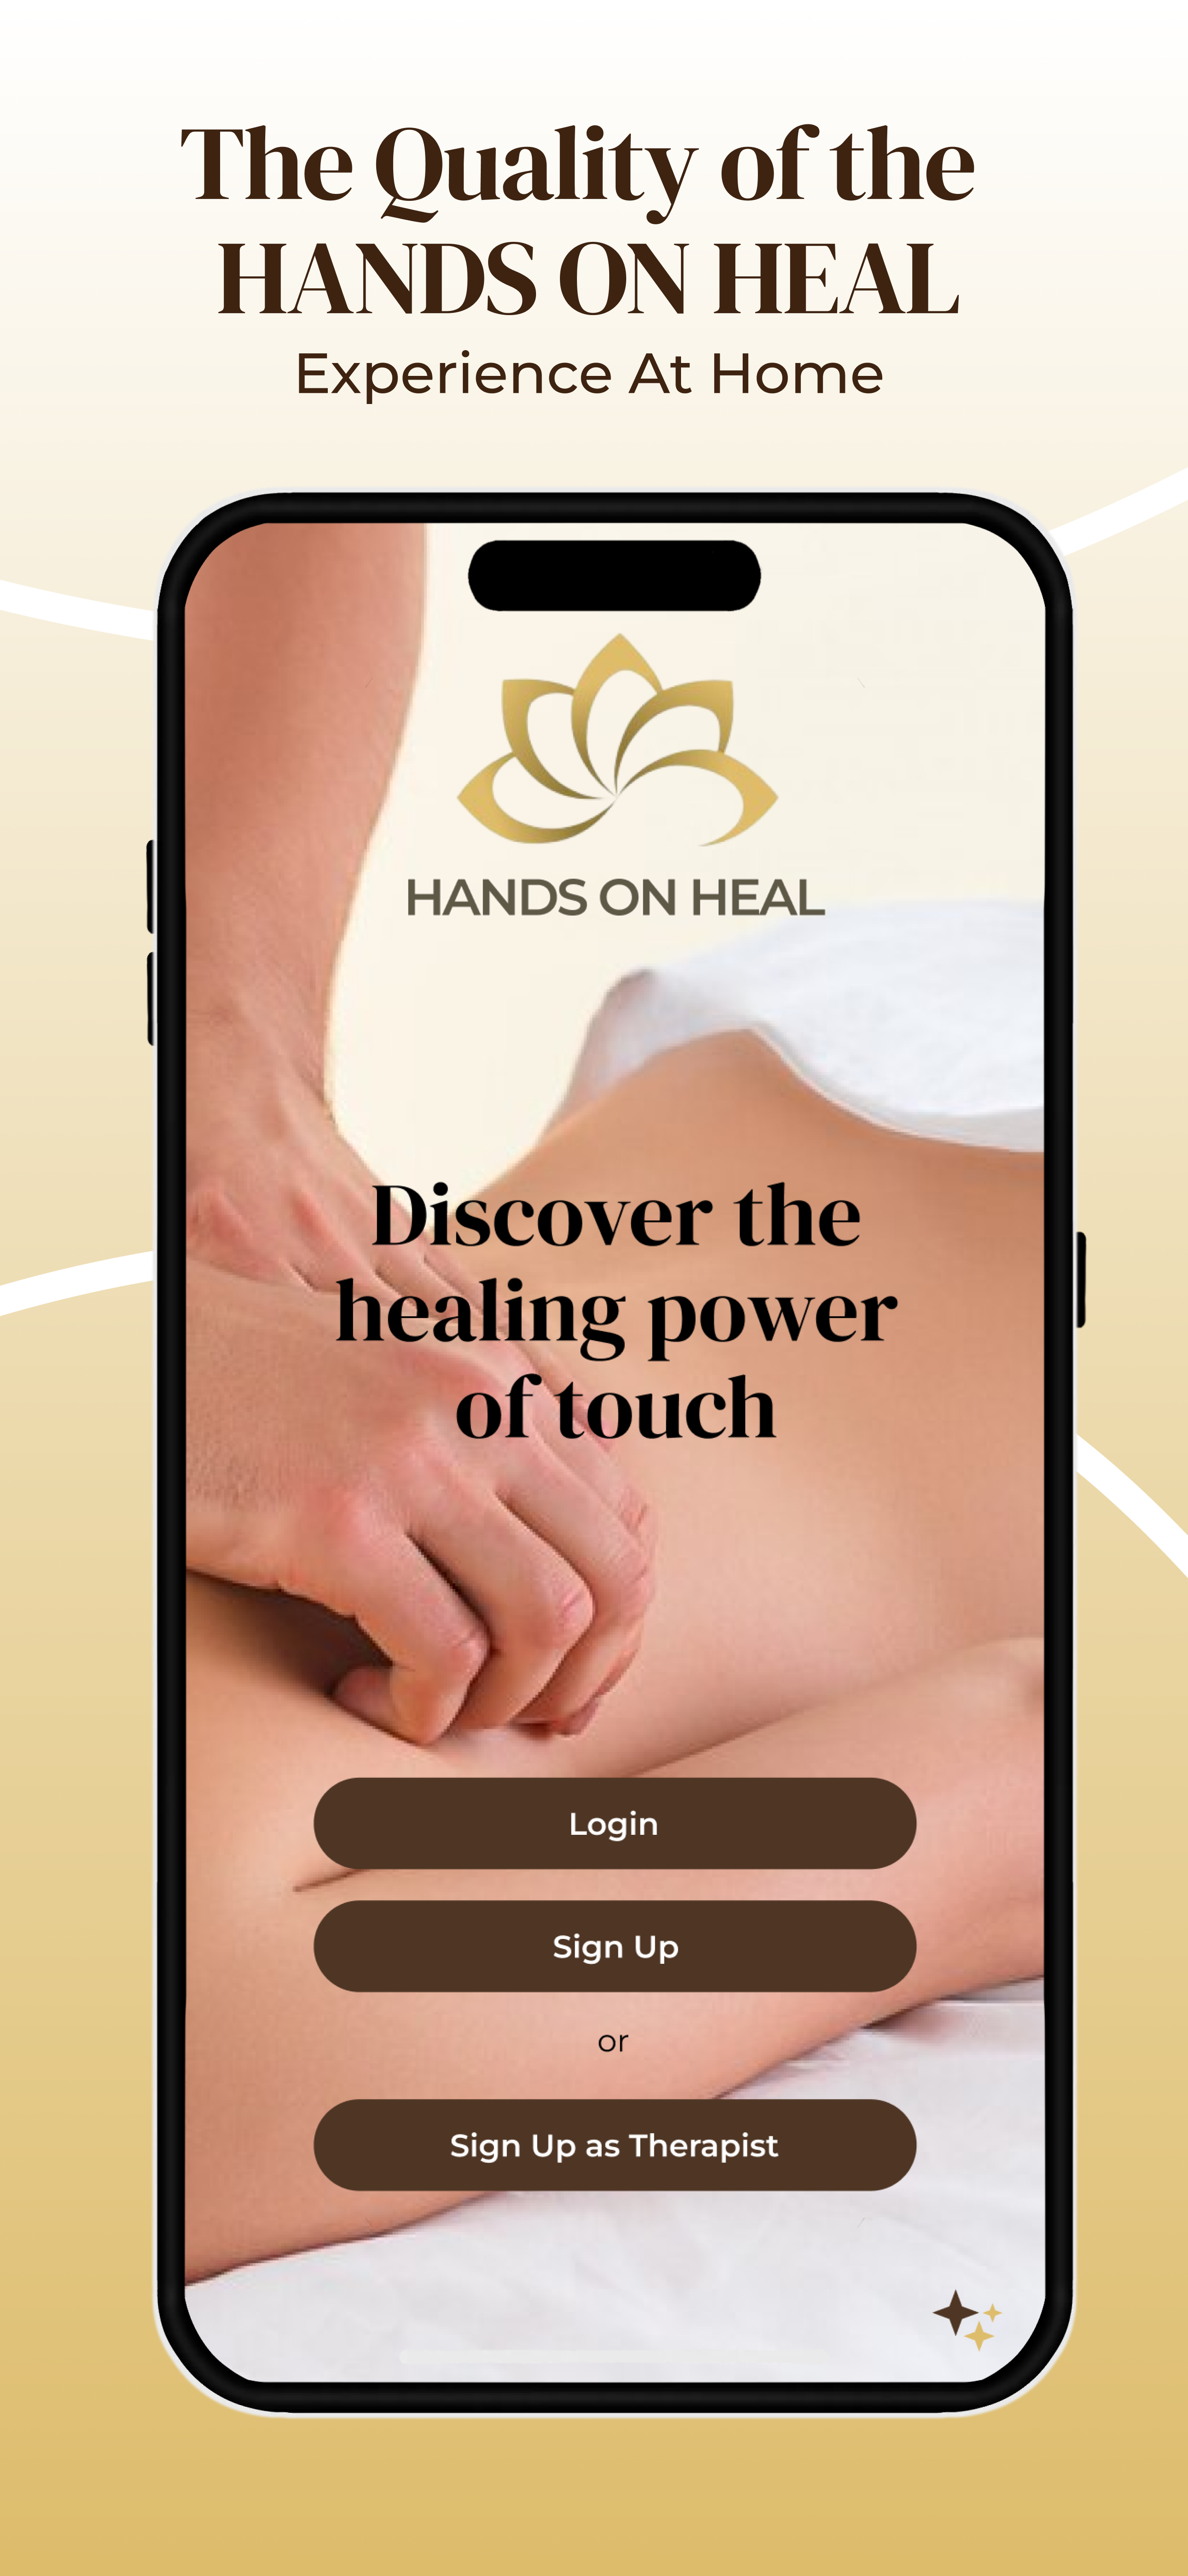 The Quality of the
HANDS ON HEAL
Experience At Home
HANDS ON HEAL
Discover the
healing power
of touch
Login
Sign Up
or
Sign Up as Therapist